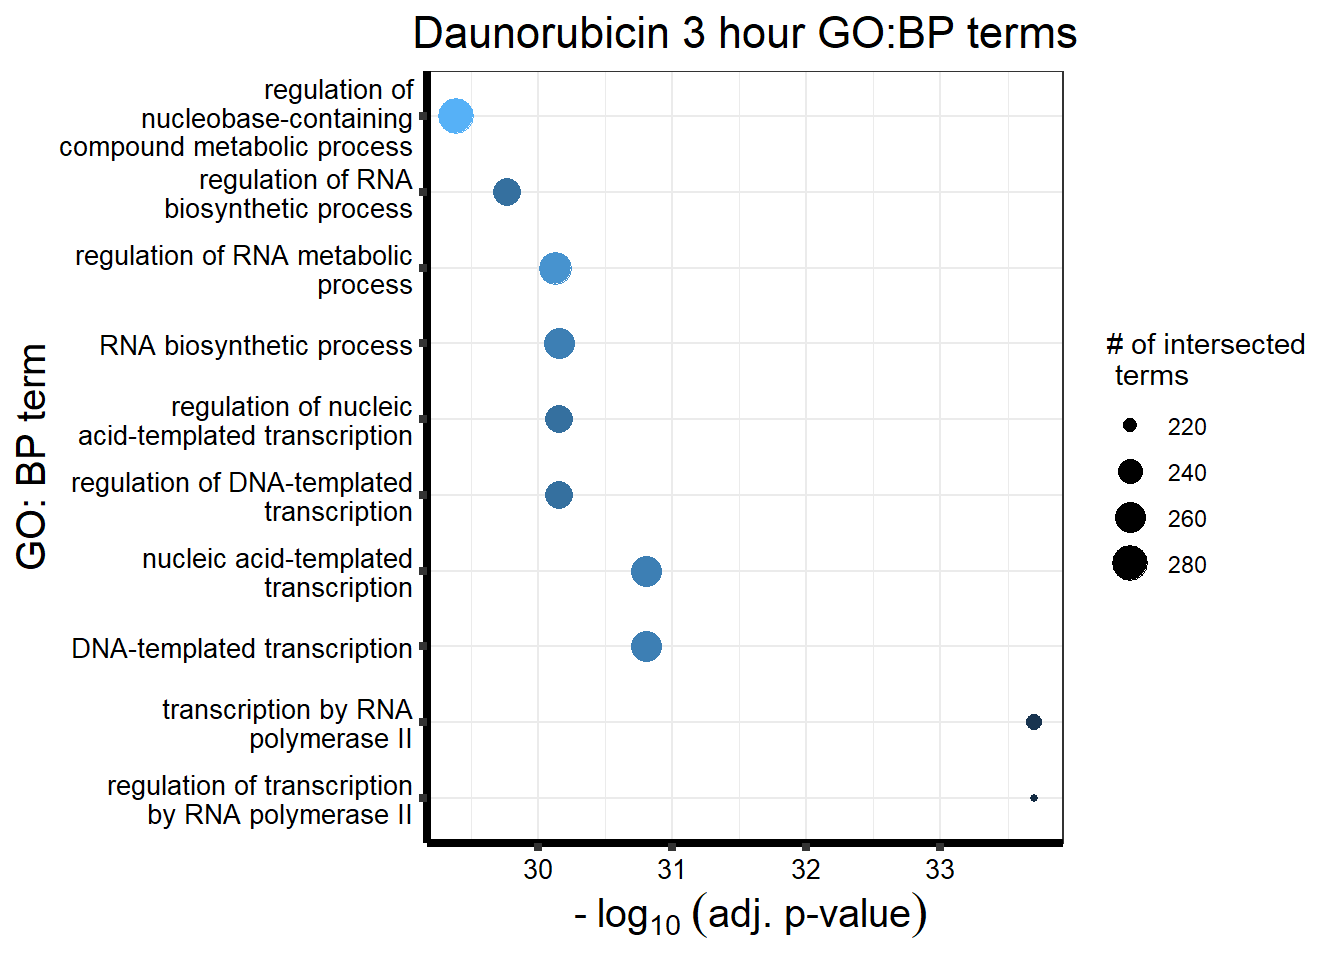 Daunorubicin 3 hour GO:BP terms
regulation of
nucleobase-containing
compound metabolic process
regulation of RNA
biosynthetic process
regulation of RNA metabolic
process
RNA biosynthetic process
regulation of nucleic
acid-templated transcription
regulation of DNA-templated
transcription
nucleic acid-templated
transcription
DNA-templated transcription
transcription by RNA
polymerase II
regulation of transcription
by RNA polymerase II
GO: BP term
30 31 32 33
- log₁₀ (adj. p-value)
# of intersected
terms
220
240
260
280